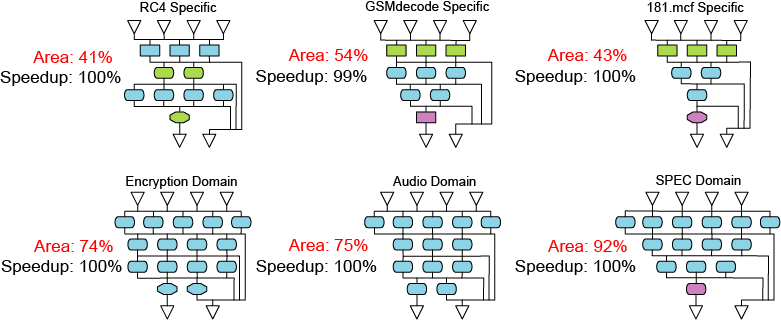 RC4 Specific
Area: 41%
Speedup: 100%
GSMdecode Specific
Area: 54%
Speedup: 99%
181.mcf Specific
Area: 43%
Speedup: 100%
Encryption Domain
Area: 74%
Speedup: 100%
Audio Domain
Area: 75%
Speedup: 100%
SPEC Domain
Area: 92%
Speedup: 100%